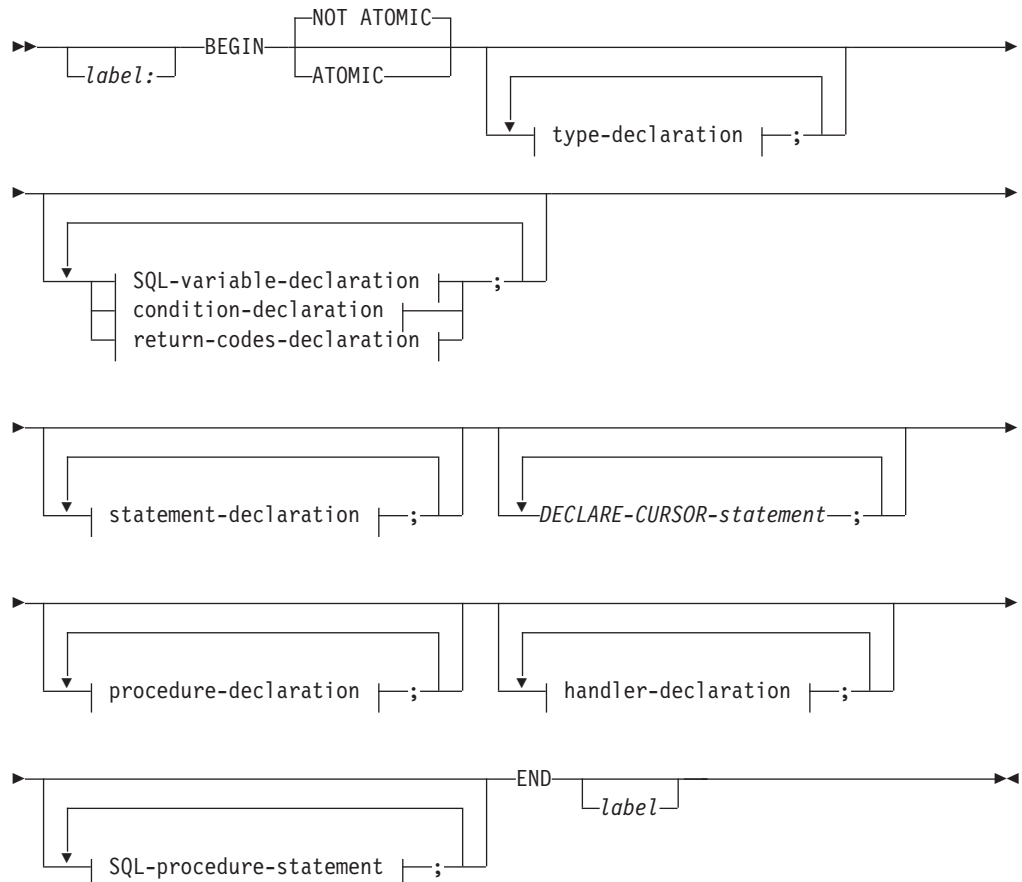 NOT ATOMIC
label: BEGIN
ATOMIC
type-declaration ;
SQL-variable-declaration ;
condition-declaration
return-codes-declaration
statement-declaration ; DECLARE-CURSOR-statement ;
procedure-declaration ; handler-declaration ;
END
label
SQL-procedure-statement ;